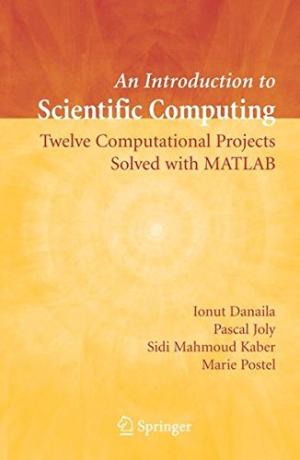 An Introduction to
Scientific Computing
Twelve Computational Projects
Solved with MATLAB
Ionut Danaila
Pascal Joly
Sidi Mahmoud Kaber
Marie Postel
Springer